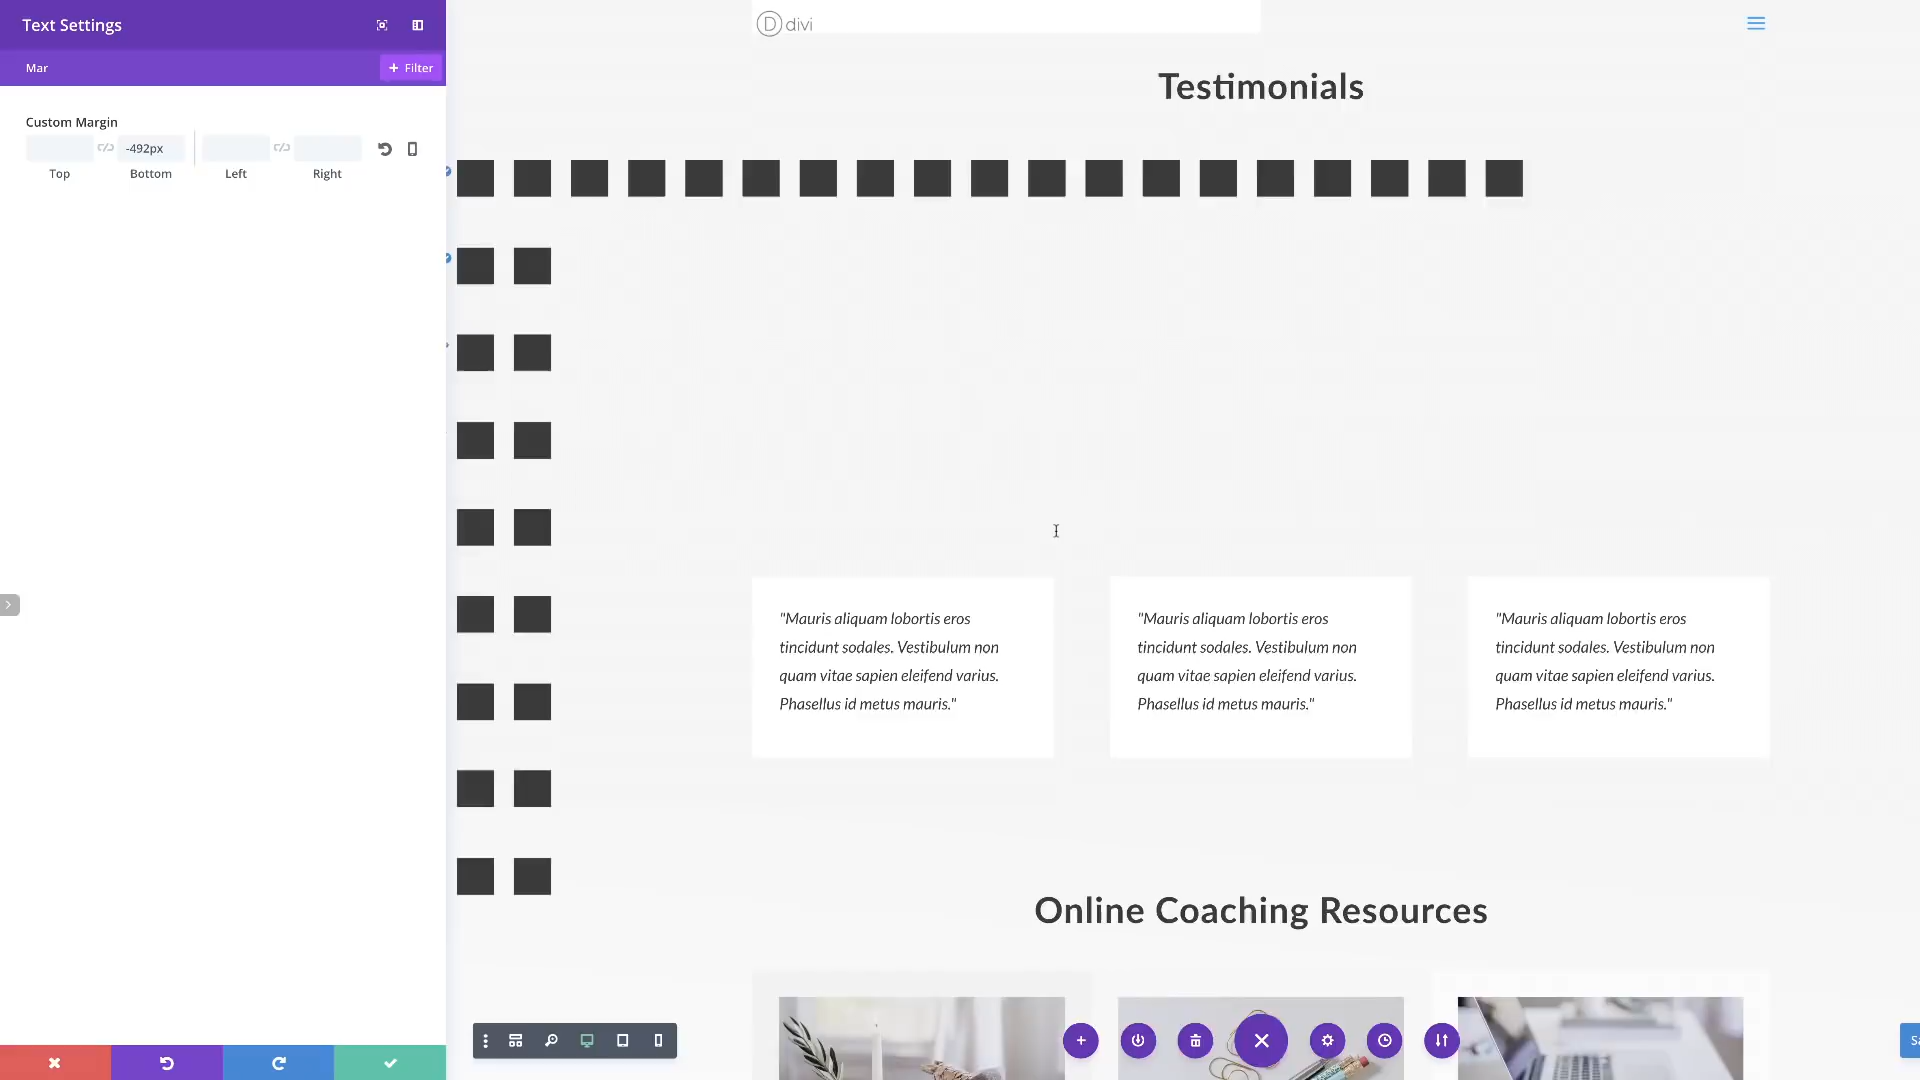 Text Settings
Mar
+ Filter
Custom Margin
-492px
Top
Bottom
Left
Right
D divi
Testimonials
"Mauris aliquam lobortis eros
tincidunt sodales. Vestibulum non
quam vitae sapien eleifend varius.
Phasellus id metus mauris."
"Mauris aliquam lobortis eros
tincidunt sodales. Vestibulum non
quam vitae sapien eleifend varius.
Phasellus id metus mauris."
"Mauris aliquam lobortis eros
tincidunt sodales. Vestibulum non
quam vitae sapien eleifend varius.
Phasellus id metus mauris."
Online Coaching Resources